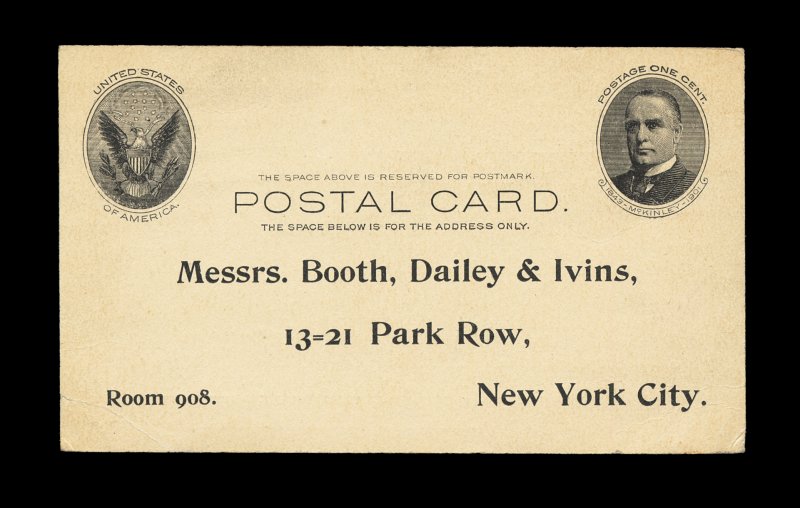 UNITED STATES
OF AMERICA.
POSTAGE ONE CENT.
1843-McKINLEY-1901
THE SPACE ABOVE IS RESERVED FOR POSTMARK.
POSTAL CARD.
THE SPACE BELOW IS FOR THE ADDRESS ONLY.
Messrs. Booth, Dailey & Ivins,
13=21 Park Row,
Room 908.
New York City.